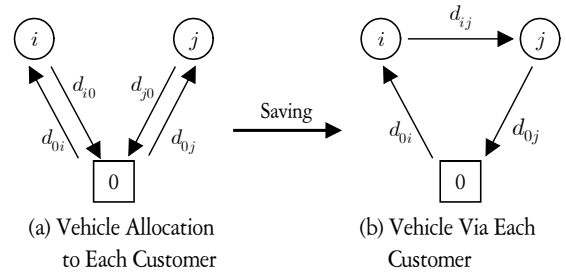 i
j
d_{i0}
d_{j0}
d_{0i}
d_{0j}
0
(a) Vehicle Allocation
to Each Customer
Saving
i
d_{ij}
j
d_{0i}
d_{0j}
0
(b) Vehicle Via Each
Customer